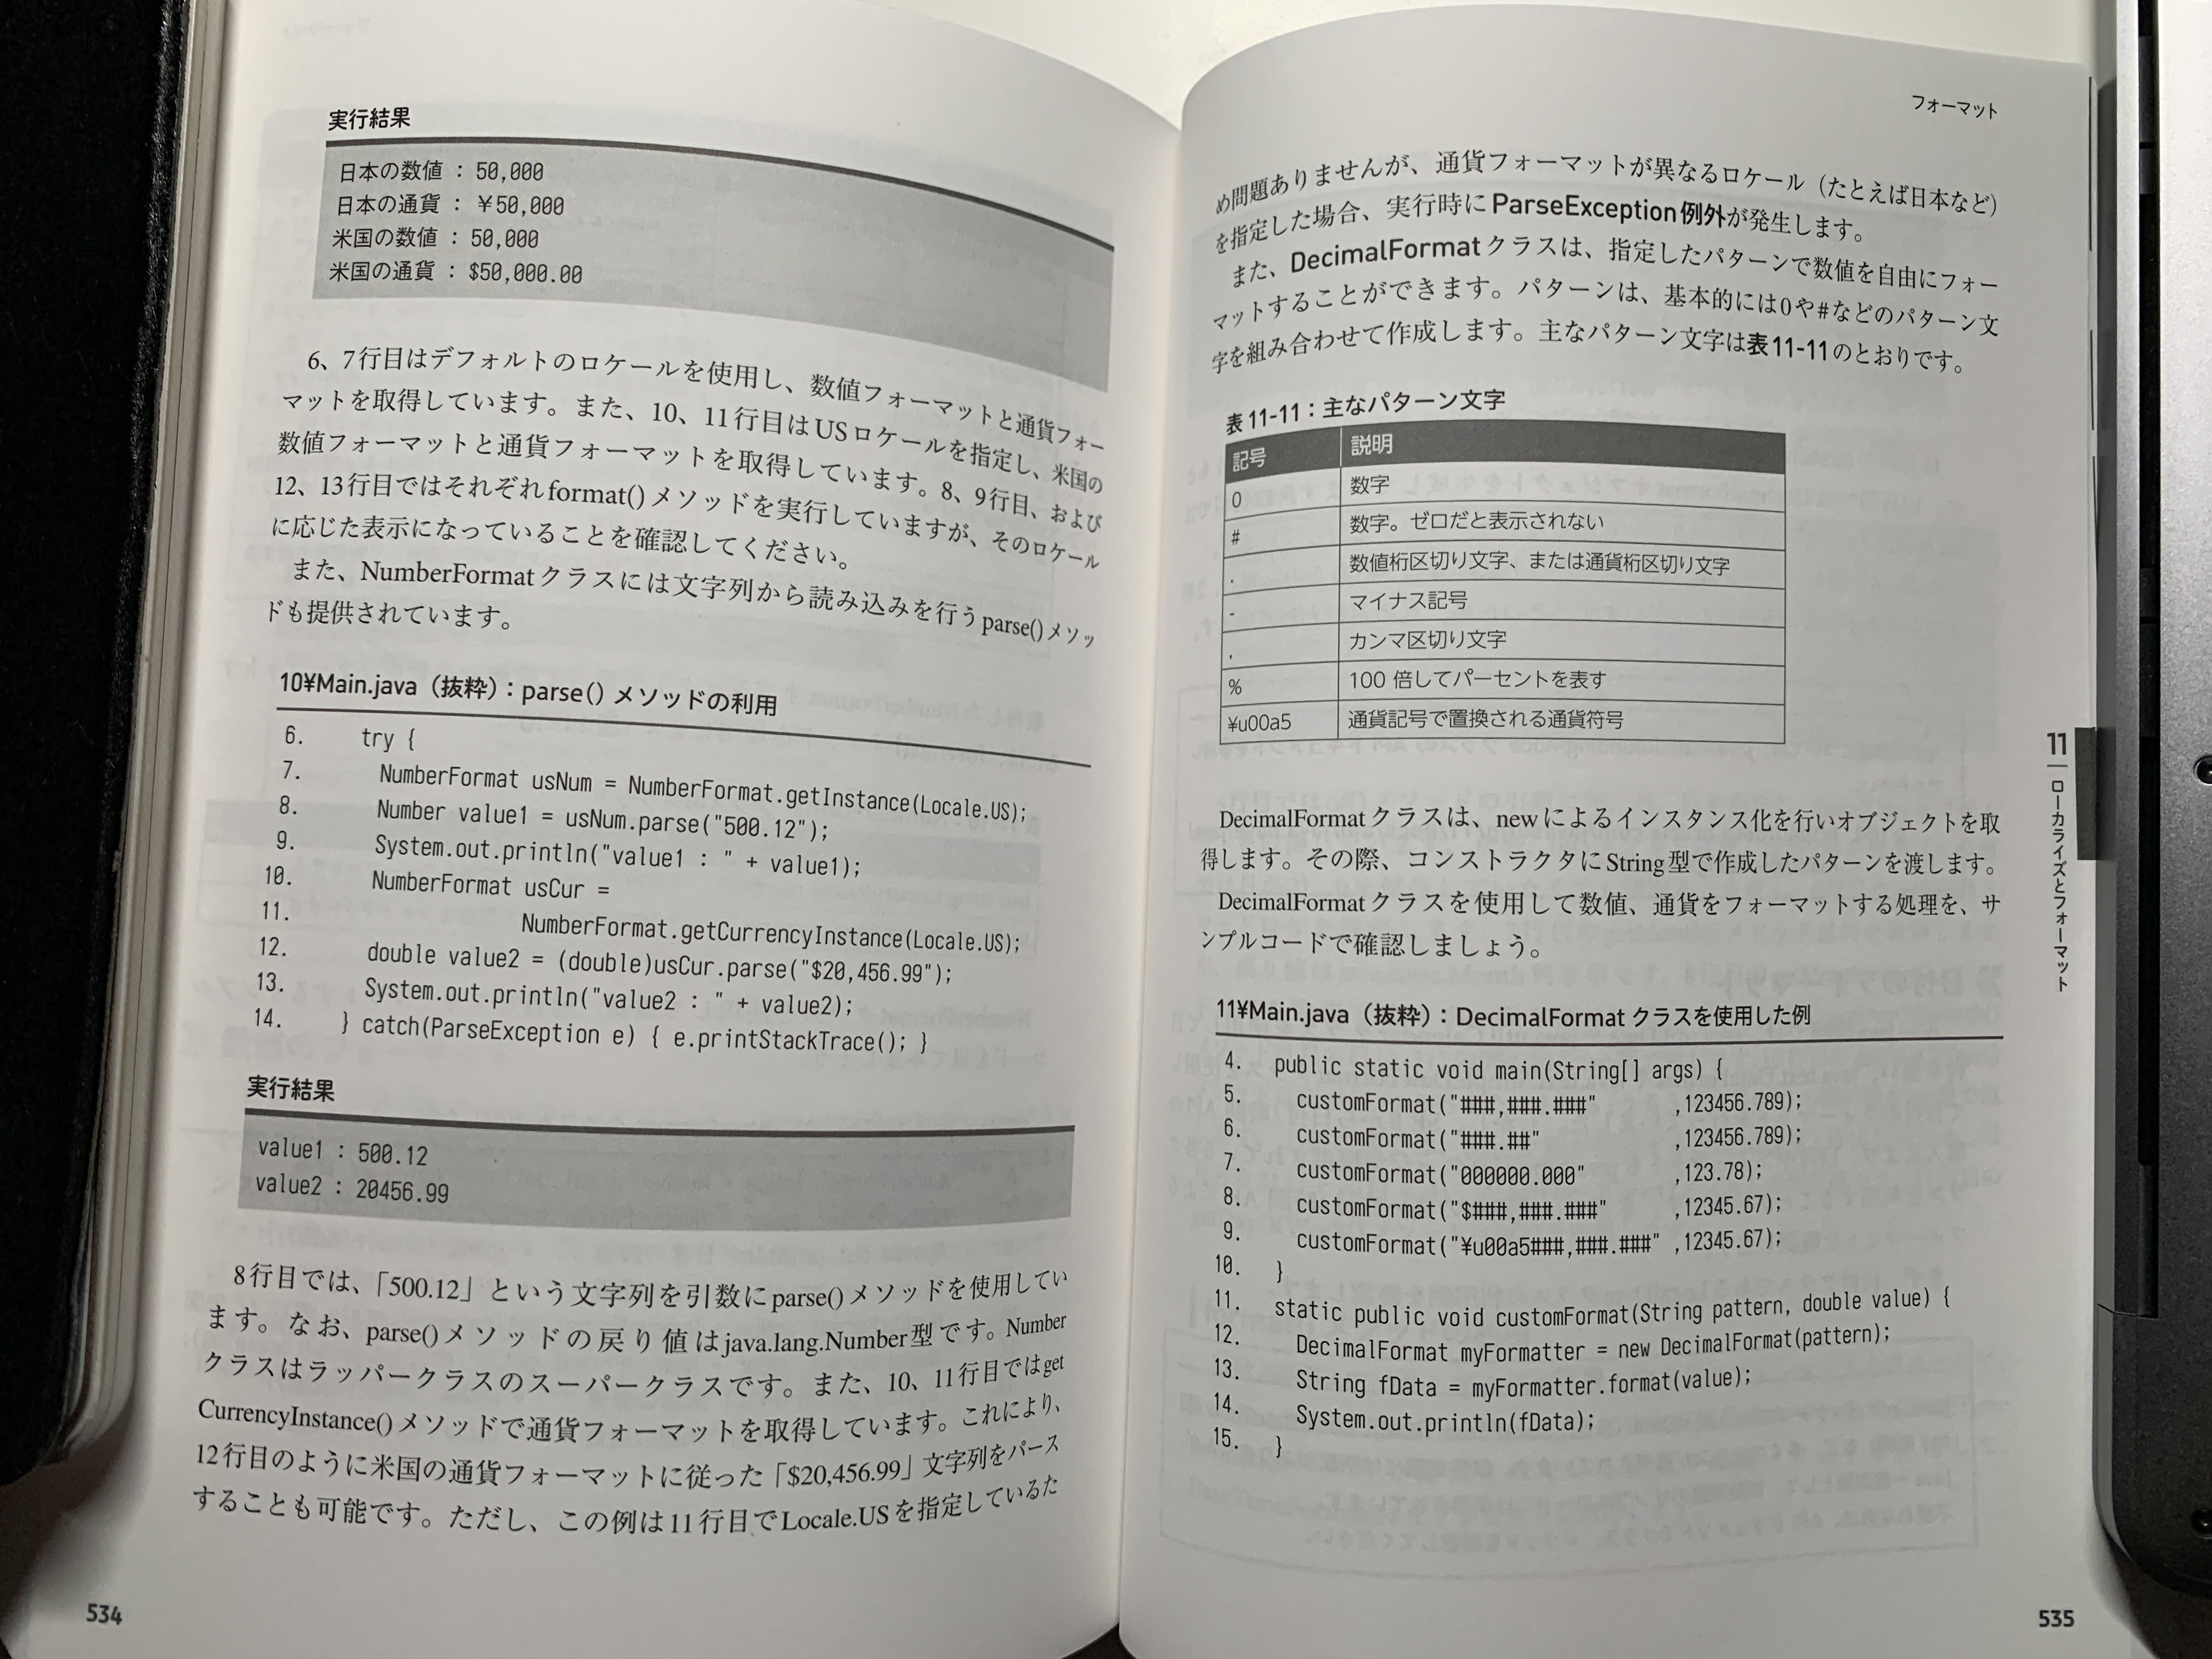 実行結果
日本の数値 : 50,000
日本の通貨 : ￥50,000
米国の数値 : 50,000
米国の通貨 : $50,000.00
6、7行目はデフォルトのロケールを使用し、数値フォーマットと通貨フォー
マットを取得しています。また、10、11行目はUSロケールを指定し、米国の
数値フォーマットと通貨フォーマットを取得しています。8、9行目、および
12、13行目ではそれぞれformat()メソッドを実行していますが、そのロケール
に応じた表示になっていることを確認してください。
また、NumberFormatクラスには文字列から読み込みを行うparse()メソッ
ドも提供されています。
10¥Main.java（抜粋）：parse() メソッドの利用
6. try {
7. NumberFormat usNum = NumberFormat.getInstance(Locale.US);
8. Number value1 = usNum.parse("500.12");
9. System.out.println("value1 : " + value1);
10. NumberFormat usCur =
11. NumberFormat.getCurrencyInstance(Locale.US);
12. double value2 = (double)usCur.parse("$20,456.99");
13. System.out.println("value2 : " + value2);
14. } catch(ParseException e) { e.printStackTrace(); }
実行結果
value1 : 500.12
value2 : 20456.99
8行目では、「500.12」という文字列を引数にparse()メソッドを使用してい
ます。なお、parse()メソッドの戻り値はjava.lang.Number型です。Number
クラスはラッパークラスのスーパークラスです。また、10、11行目ではget
CurrencyInstance()メソッドで通貨フォーマットを取得しています。これにより、
12行目のように米国の通貨フォーマットに従った「$20,456.99」文字列をパース
することも可能です。ただし、この例は11行目でLocale.USを指定しているた
534
フォーマット
め問題ありませんが、通貨フォーマットが異なるロケール（たとえば日本など）
を指定した場合、実行時にParseException例外が発生します。
また、DecimalFormatクラスは、指定したパターンで数値を自由にフォー
マットすることができます。パターンは、基本的には0や#などのパターン文
字を組み合わせて作成します。主なパターン文字は表11-11のとおりです。
表11-11：主なパターン文字
記号 説明
0 数字
# 数字。ゼロだと表示されない
. 数値桁区切り文字、または通貨桁区切り文字
- マイナス記号
, カンマ区切り文字
% 100 倍してパーセントを表す
¥u00a5 通貨記号で置換される通貨符号
DecimalFormatクラスは、newによるインスタンス化を行いオブジェクトを取
得します。その際、コンストラクタにString型で作成したパターンを渡します。
DecimalFormatクラスを使用して数値、通貨をフォーマットする処理を、サ
ンプルコードで確認しましょう。
11¥Main.java（抜粋）：DecimalFormat クラスを使用した例
4. public static void main(String[] args) {
5. customFormat("###,###.###" ,123456.789);
6. customFormat("###.##" ,123456.789);
7. customFormat("000000.000" ,123.78);
8. customFormat("$###,###.###" ,12345.67);
9. customFormat("¥u00a5###,###.###" ,12345.67);
10. }
11. static public void customFormat(String pattern, double value) {
12. DecimalFormat myFormatter = new DecimalFormat(pattern);
13. String fData = myFormatter.format(value);
14. System.out.println(fData);
15. }
11
ローカライズとフォーマット
535